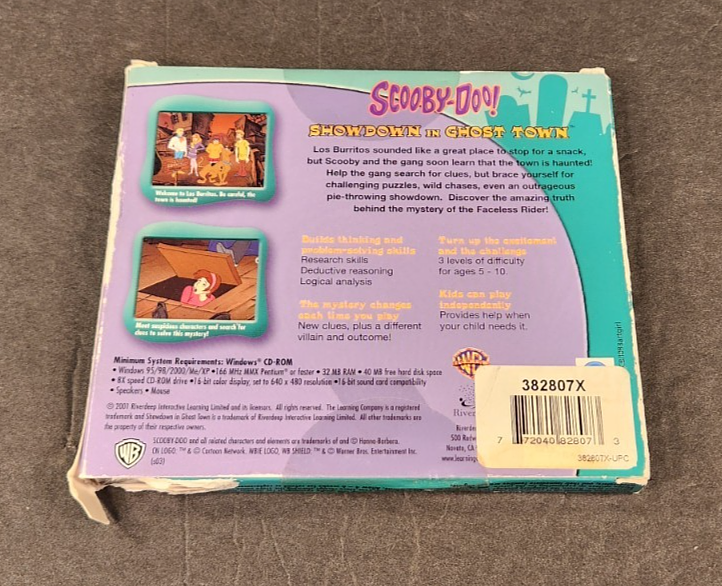 SCOOBY-DOO!
SHOWDOWN IN GHOST TOWN™
Los Burritos sounded like a great place to stop for a snack,
but Scooby and the gang soon learn that the town is haunted!
Help the gang search for clues, but brace yourself for
challenging puzzles, wild chases, even an outrageous
pie-throwing showdown. Discover the amazing truth
behind the mystery of the Faceless Rider!
Welcome to Los Burritos. Be careful, the
town is haunted!
Meet suspicious characters and search for
clues to solve this mystery!
Builds thinking and
problem-solving skills
Research skills
Deductive reasoning
Logical analysis
The mystery changes
each time you play
New clues, plus a different
villain and outcome!
Turn up the excitement
and the challenge
3 levels of difficulty
for ages 5 - 10.
Kids can play
independently
Provides help when
your child needs it.
Minimum System Requirements: Windows® CD-ROM
• Windows 95/98/2000/Me/XP • 166 MHz MMX Pentium® or faster • 32 MB RAM • 40 MB free hard disk space
• 8X speed CD-ROM drive • 16-bit color display, set to 640 x 480 resolution • 16-bit sound card compatibility
• Speakers • Mouse
© 2001 Riverdeep Interactive Learning Limited and its licensors. All rights reserved. The Learning Company is a registered
trademark and Showdown in Ghost Town is a trademark of Riverdeep Interactive Learning Limited. All other trademarks are
the property of their respective owners.
WB
SCOOBY-DOO and all related characters and elements are trademarks of and © Hanna-Barbera.
CN LOGO: ™ & © Cartoon Network. WBIE LOGO, WB SHIELD: ™ & © Warner Bros. Entertainment Inc.
(s03)
River
Riverdee
500 Redw
Novato, CA
www.learning
382807X
7 72040 82807 3
382807X-UPC